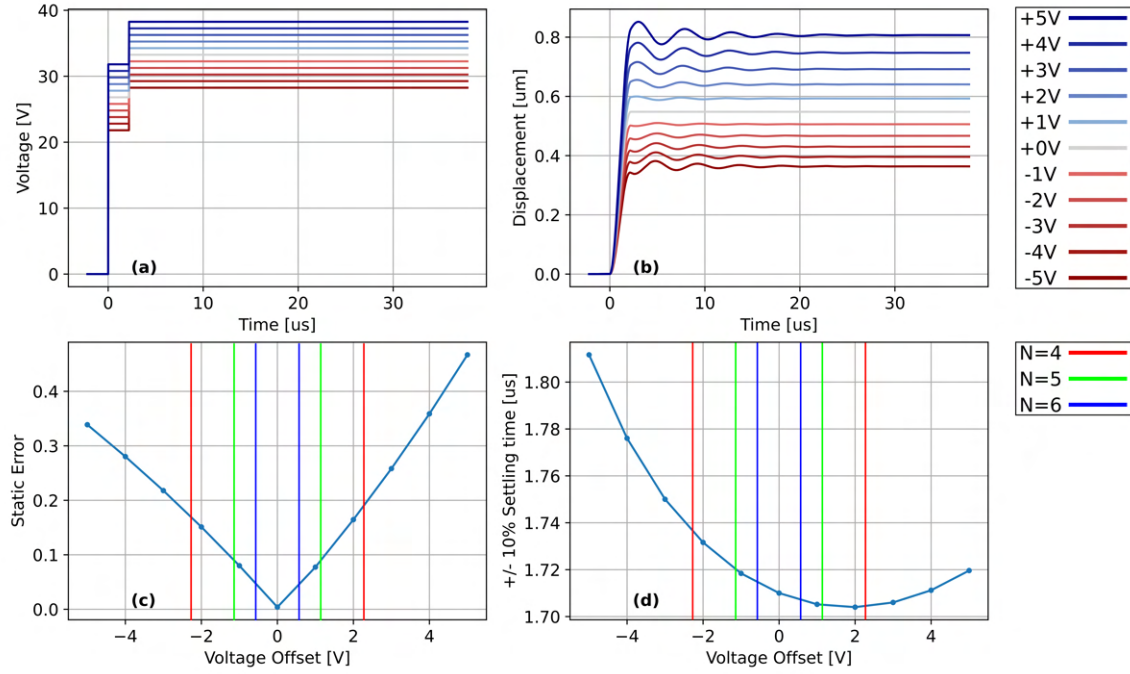 40
30
20
10
0
Voltage [V]
(a)
0
10
20
30
Time [us]
0.8
0.6
0.4
0.2
0.0
Displacement [um]
(b)
0
10
20
30
Time [us]
+5V
+4V
+3V
+2V
+1V
+0V
-1V
-2V
-3V
-4V
-5V
0.4
0.3
0.2
0.1
0.0
Static Error
(c)
−4
−2
0
2
4
Voltage Offset [V]
1.80
1.78
1.76
1.74
1.72
1.70
+/- 10% Settling time [us]
(d)
−4
−2
0
2
4
Voltage Offset [V]
N=4
N=5
N=6